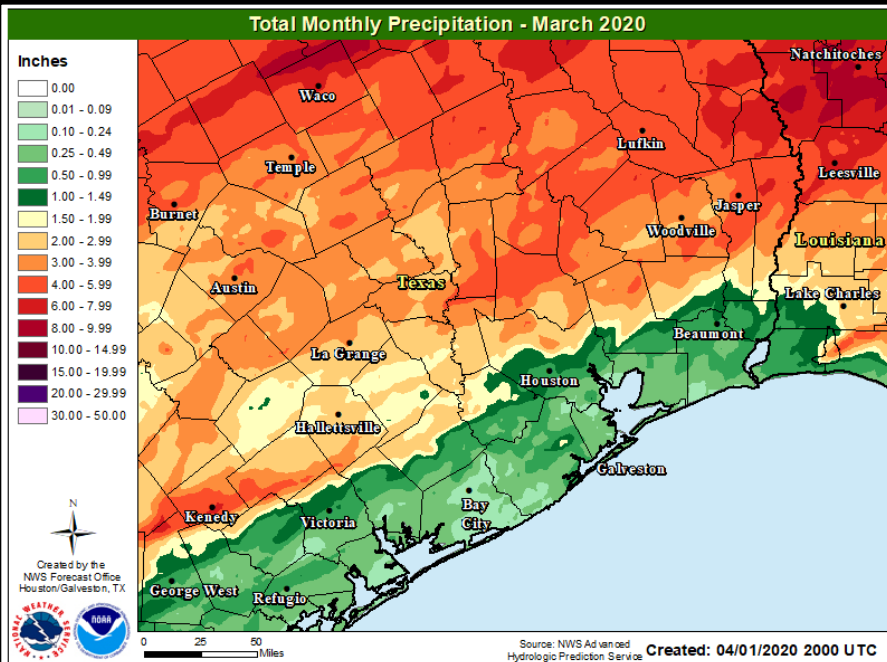 Total Monthly Precipitation - March 2020
Inches
0.00
0.01 - 0.09
0.10 - 0.24
0.25 - 0.49
0.50 - 0.99
1.00 - 1.49
1.50 - 1.99
2.00 - 2.99
3.00 - 3.99
4.00 - 5.99
6.00 - 7.99
8.00 - 9.99
10.00 - 14.99
15.00 - 19.99
20.00 - 29.99
30.00 - 50.00
Natchitoches
Waco
Lufkin
Temple
Leesville
Burnet
Jasper
Woodville
Louisiana
Austin
Texas
Lake Charles
Beaumont
La Grange
Houston
Hallettsville
Galveston
Kenedy
Victoria
Bay
City
George West
Refugio
N
Created by the
NWS Forecast Office
Houston/Galveston, TX
NATIONAL WEATHER SERVICE
NOAA
0 25 50
Miles
Source: NWS Advanced
Hydrologic Prediction Service
Created: 04/01/2020 2000 UTC